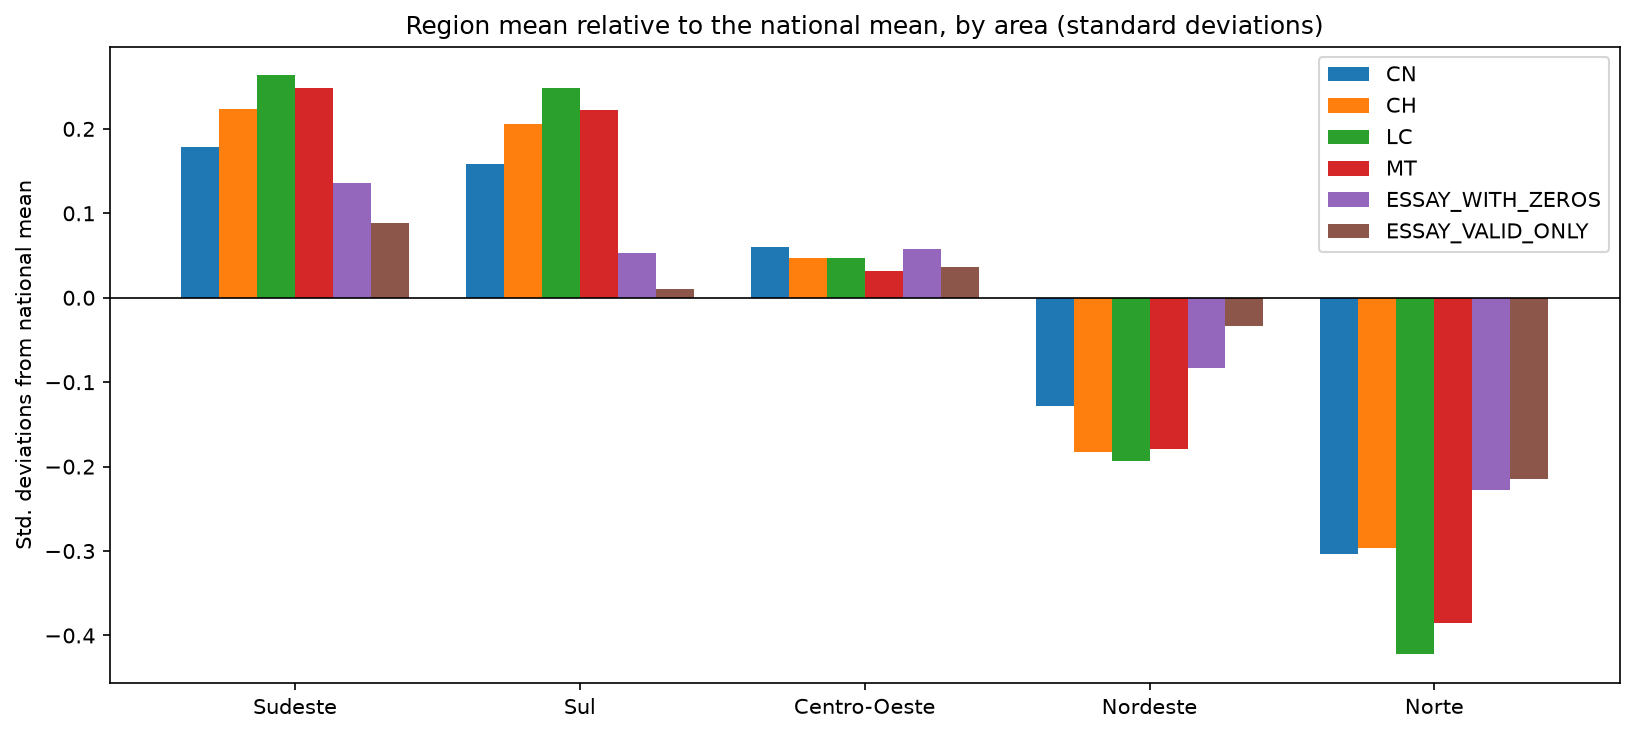 Region mean relative to the national mean, by area (standard deviations)
CN
CH
LC
MT
ESSAY_WITH_ZEROS
ESSAY_VALID_ONLY
Std. deviations from national mean
0.2
0.1
0.0
−0.1
−0.2
−0.3
−0.4
Sudeste
Sul
Centro-Oeste
Nordeste
Norte